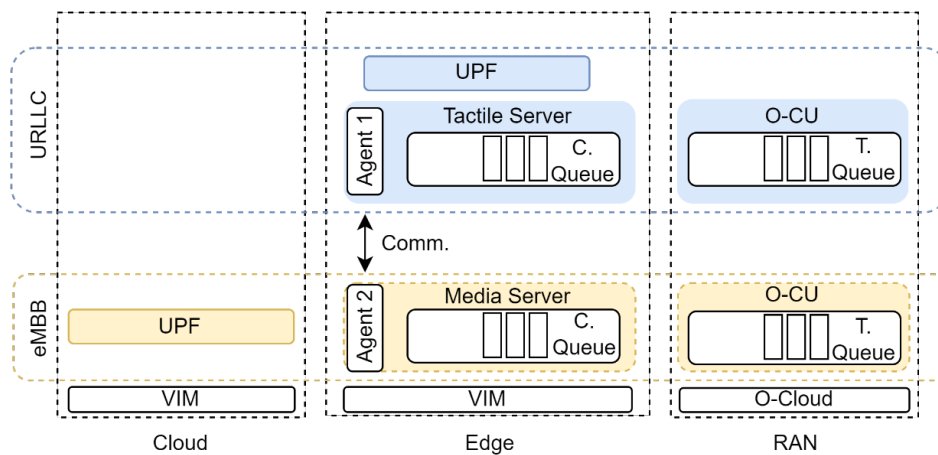 URLLC
UPF
Agent 1
Tactile Server
C.
Queue
O-CU
T.
Queue
Comm.
eMBB
UPF
Agent 2
Media Server
C.
Queue
O-CU
T.
Queue
VIM
VIM
O-Cloud
Cloud
Edge
RAN